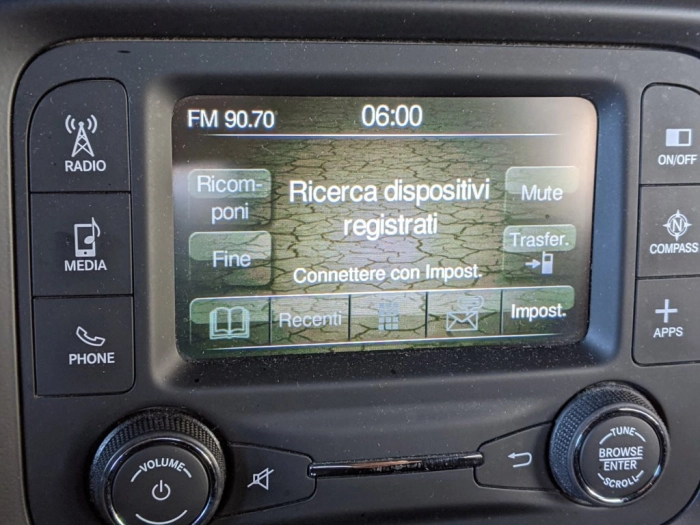 FM 90.70 06:00
RADIO
MEDIA
PHONE
Ricom-
poni
Fine
Ricerca dispositivi
registrati
Connettere con Impost.
Mute
Trasfer.
Recenti
Impost.
ON/OFF
N
COMPASS
APPS
VOLUME
TUNE
BROWSE
ENTER
SCROLL